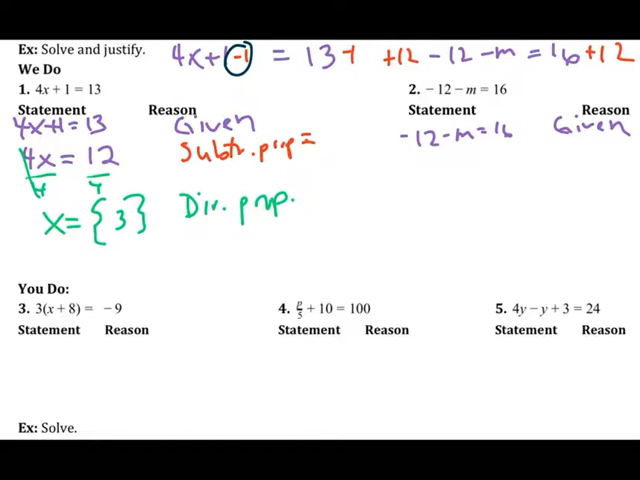 Ex: Solve and justify. 4x+1-1 = 13-1 +12 -12-m=16+12
We Do
1. 4x + 1 = 13 2. − 12 − m = 16
Statement Reason Statement Reason
4x+1=13 Given -12-m=16 Given
4x = 12 Subtr. prop =
4 4
x= {3} Div. prop.
You Do:
3. 3(x + 8) = − 9 4. p/5 + 10 = 100 5. 4y − y + 3 = 24
Statement Reason Statement Reason Statement Reason
Ex: Solve.